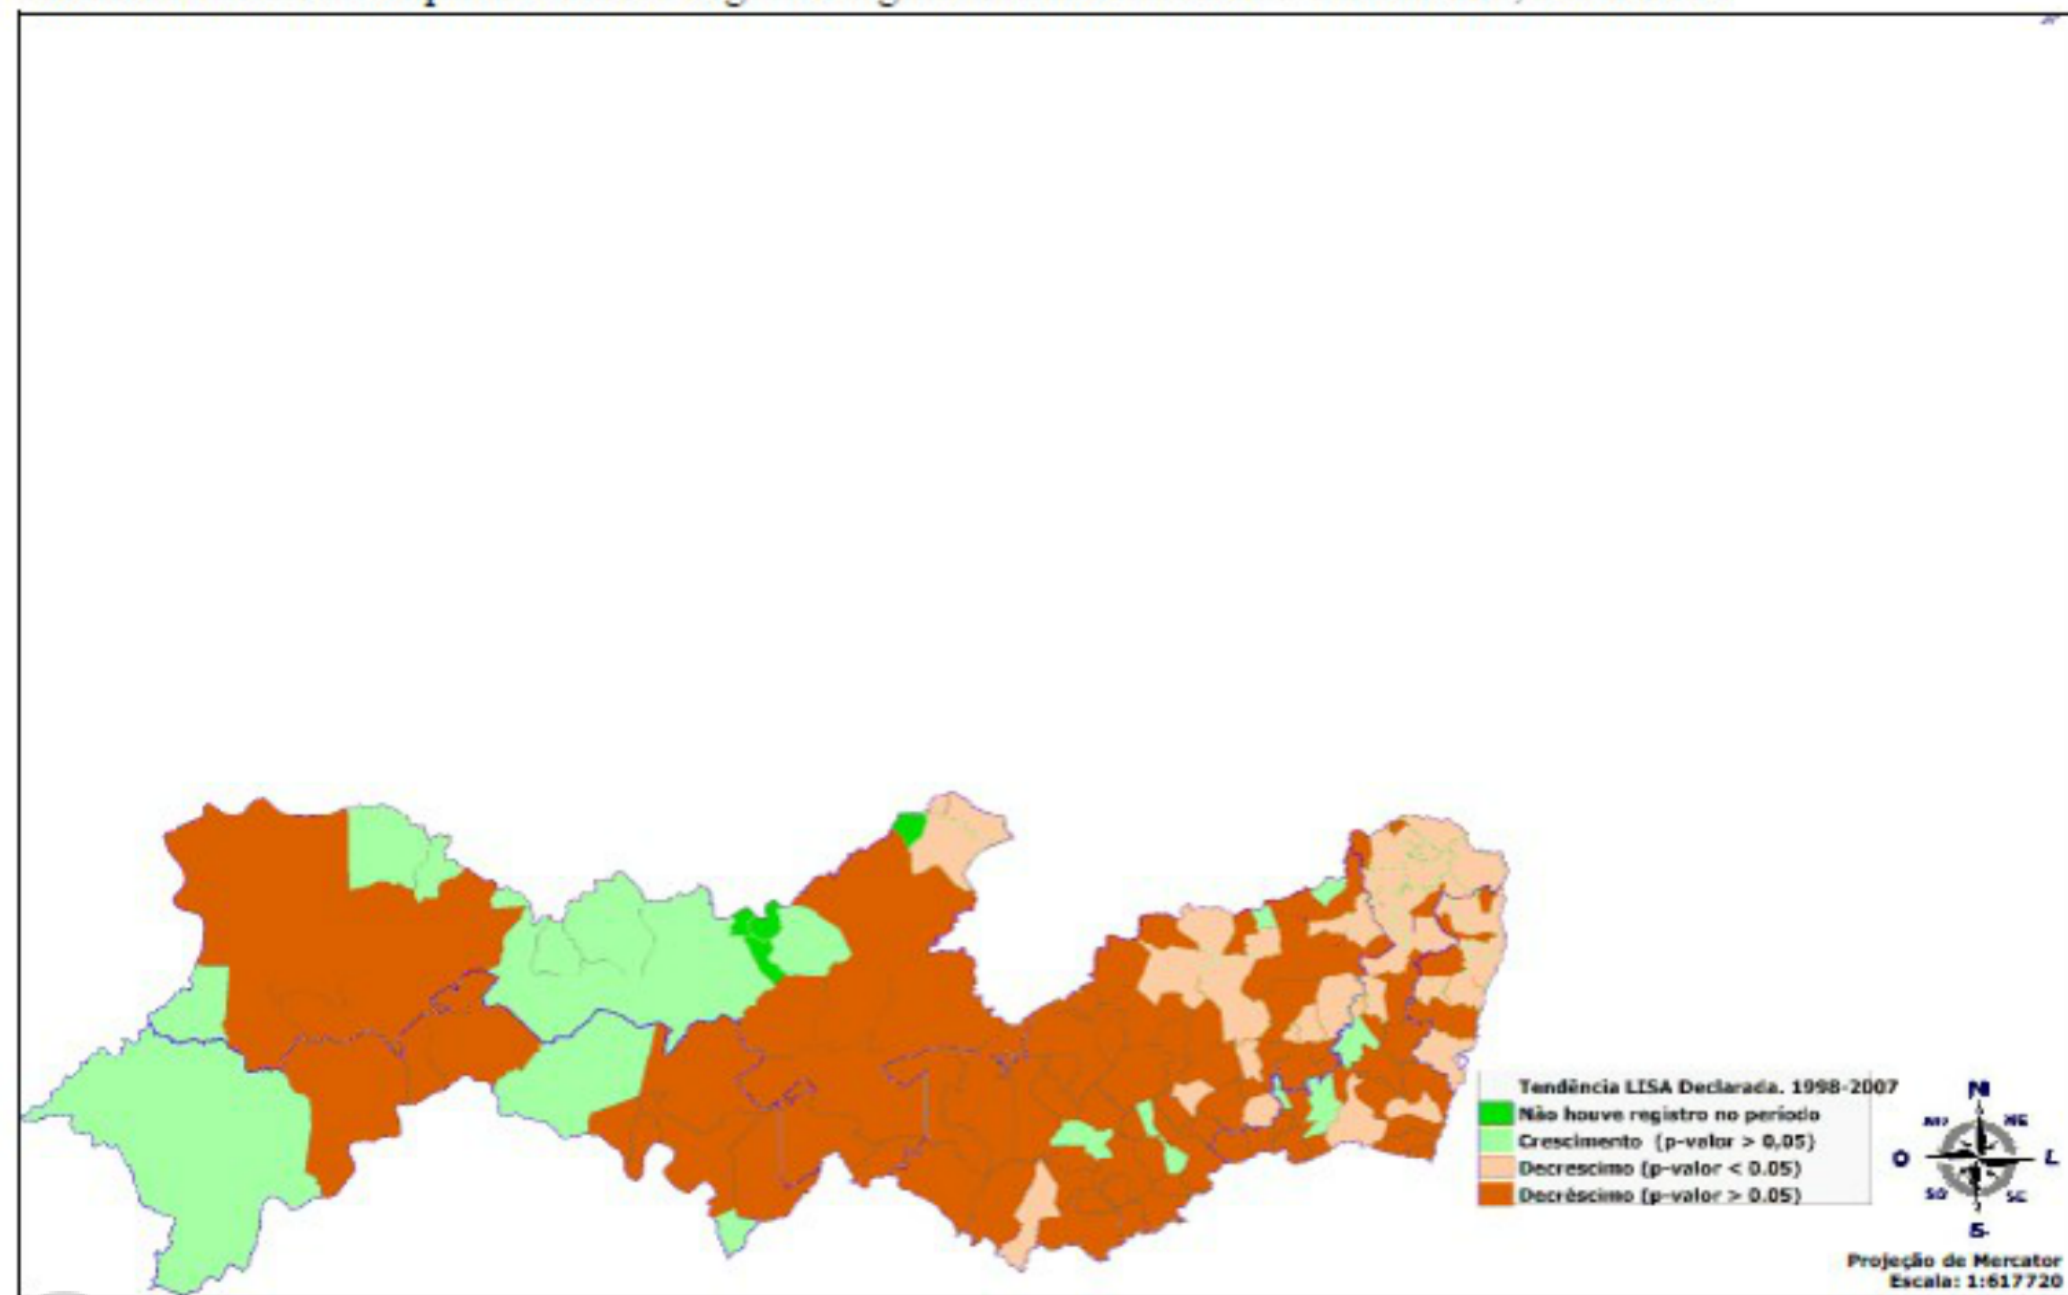 Tendência LISA Declarada. 1998-2007
Não houve registro no período
Crescimento (p-valor > 0,05)
Decrescimo (p-valor < 0.05)
Decréscimo (p-valor > 0.05)
N
NE
O
L
SO
SE
S
Projeção de Mercator
Escala: 1:617720